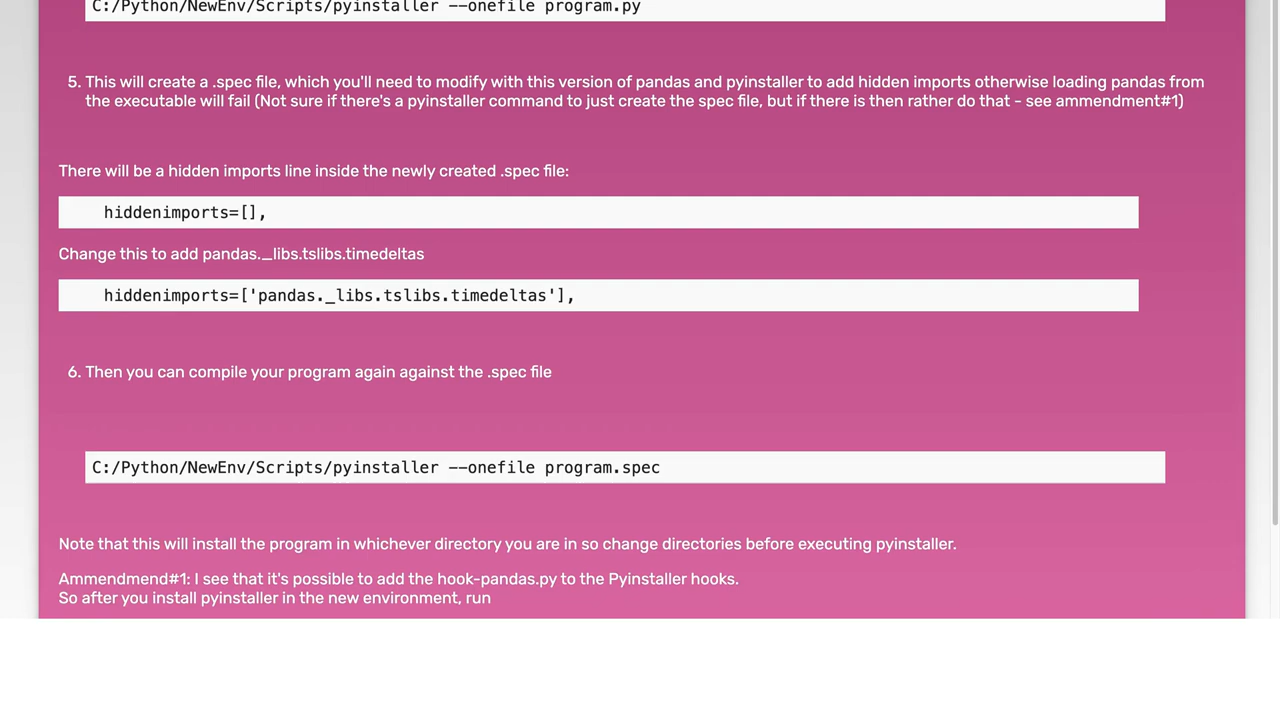 C:/Python/NewEnv/Scripts/pyinstaller --onefile program.py
5. This will create a .spec file, which you'll need to modify with this version of pandas and pyinstaller to add hidden imports otherwise loading pandas from
the executable will fail (Not sure if there's a pyinstaller command to just create the spec file, but if there is then rather do that - see ammendment#1)
There will be a hidden imports line inside the newly created .spec file:
hiddenimports=[],
Change this to add pandas._libs.tslibs.timedeltas
hiddenimports=['pandas._libs.tslibs.timedeltas'],
6. Then you can compile your program again against the .spec file
C:/Python/NewEnv/Scripts/pyinstaller --onefile program.spec
Note that this will install the program in whichever directory you are in so change directories before executing pyinstaller.
Ammendmend#1: I see that it's possible to add the hook-pandas.py to the Pyinstaller hooks.
So after you install pyinstaller in the new environment, run